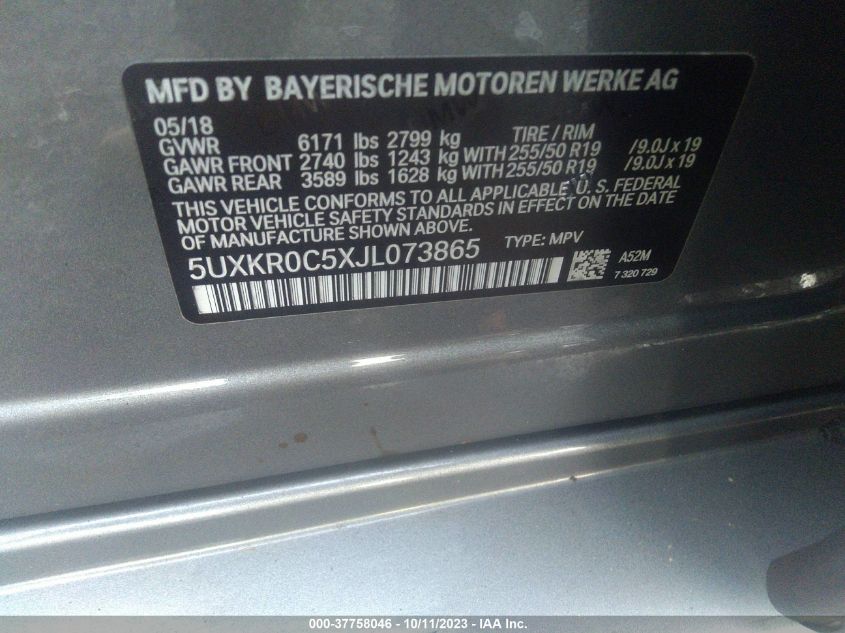 MFD BY BAYERISCHE MOTOREN WERKE AG
05/18
GVWR 6171 lbs 2799 kg TIRE / RIM
GAWR FRONT 2740 lbs 1243 kg WITH 255/50 R19 /9.0J x 19
GAWR REAR 3589 lbs 1628 kg WITH 255/50 R19 /9.0J x 19
THIS VEHICLE CONFORMS TO ALL APPLICABLE U. S. FEDERAL
MOTOR VEHICLE SAFETY STANDARDS IN EFFECT ON THE DATE
OF MANUFACTURE SHOWN ABOVE.
5UXKR0C5XJL073865 TYPE: MPV
A52M
7 320 729
000-37758046 - 10/11/2023 - IAA Inc.